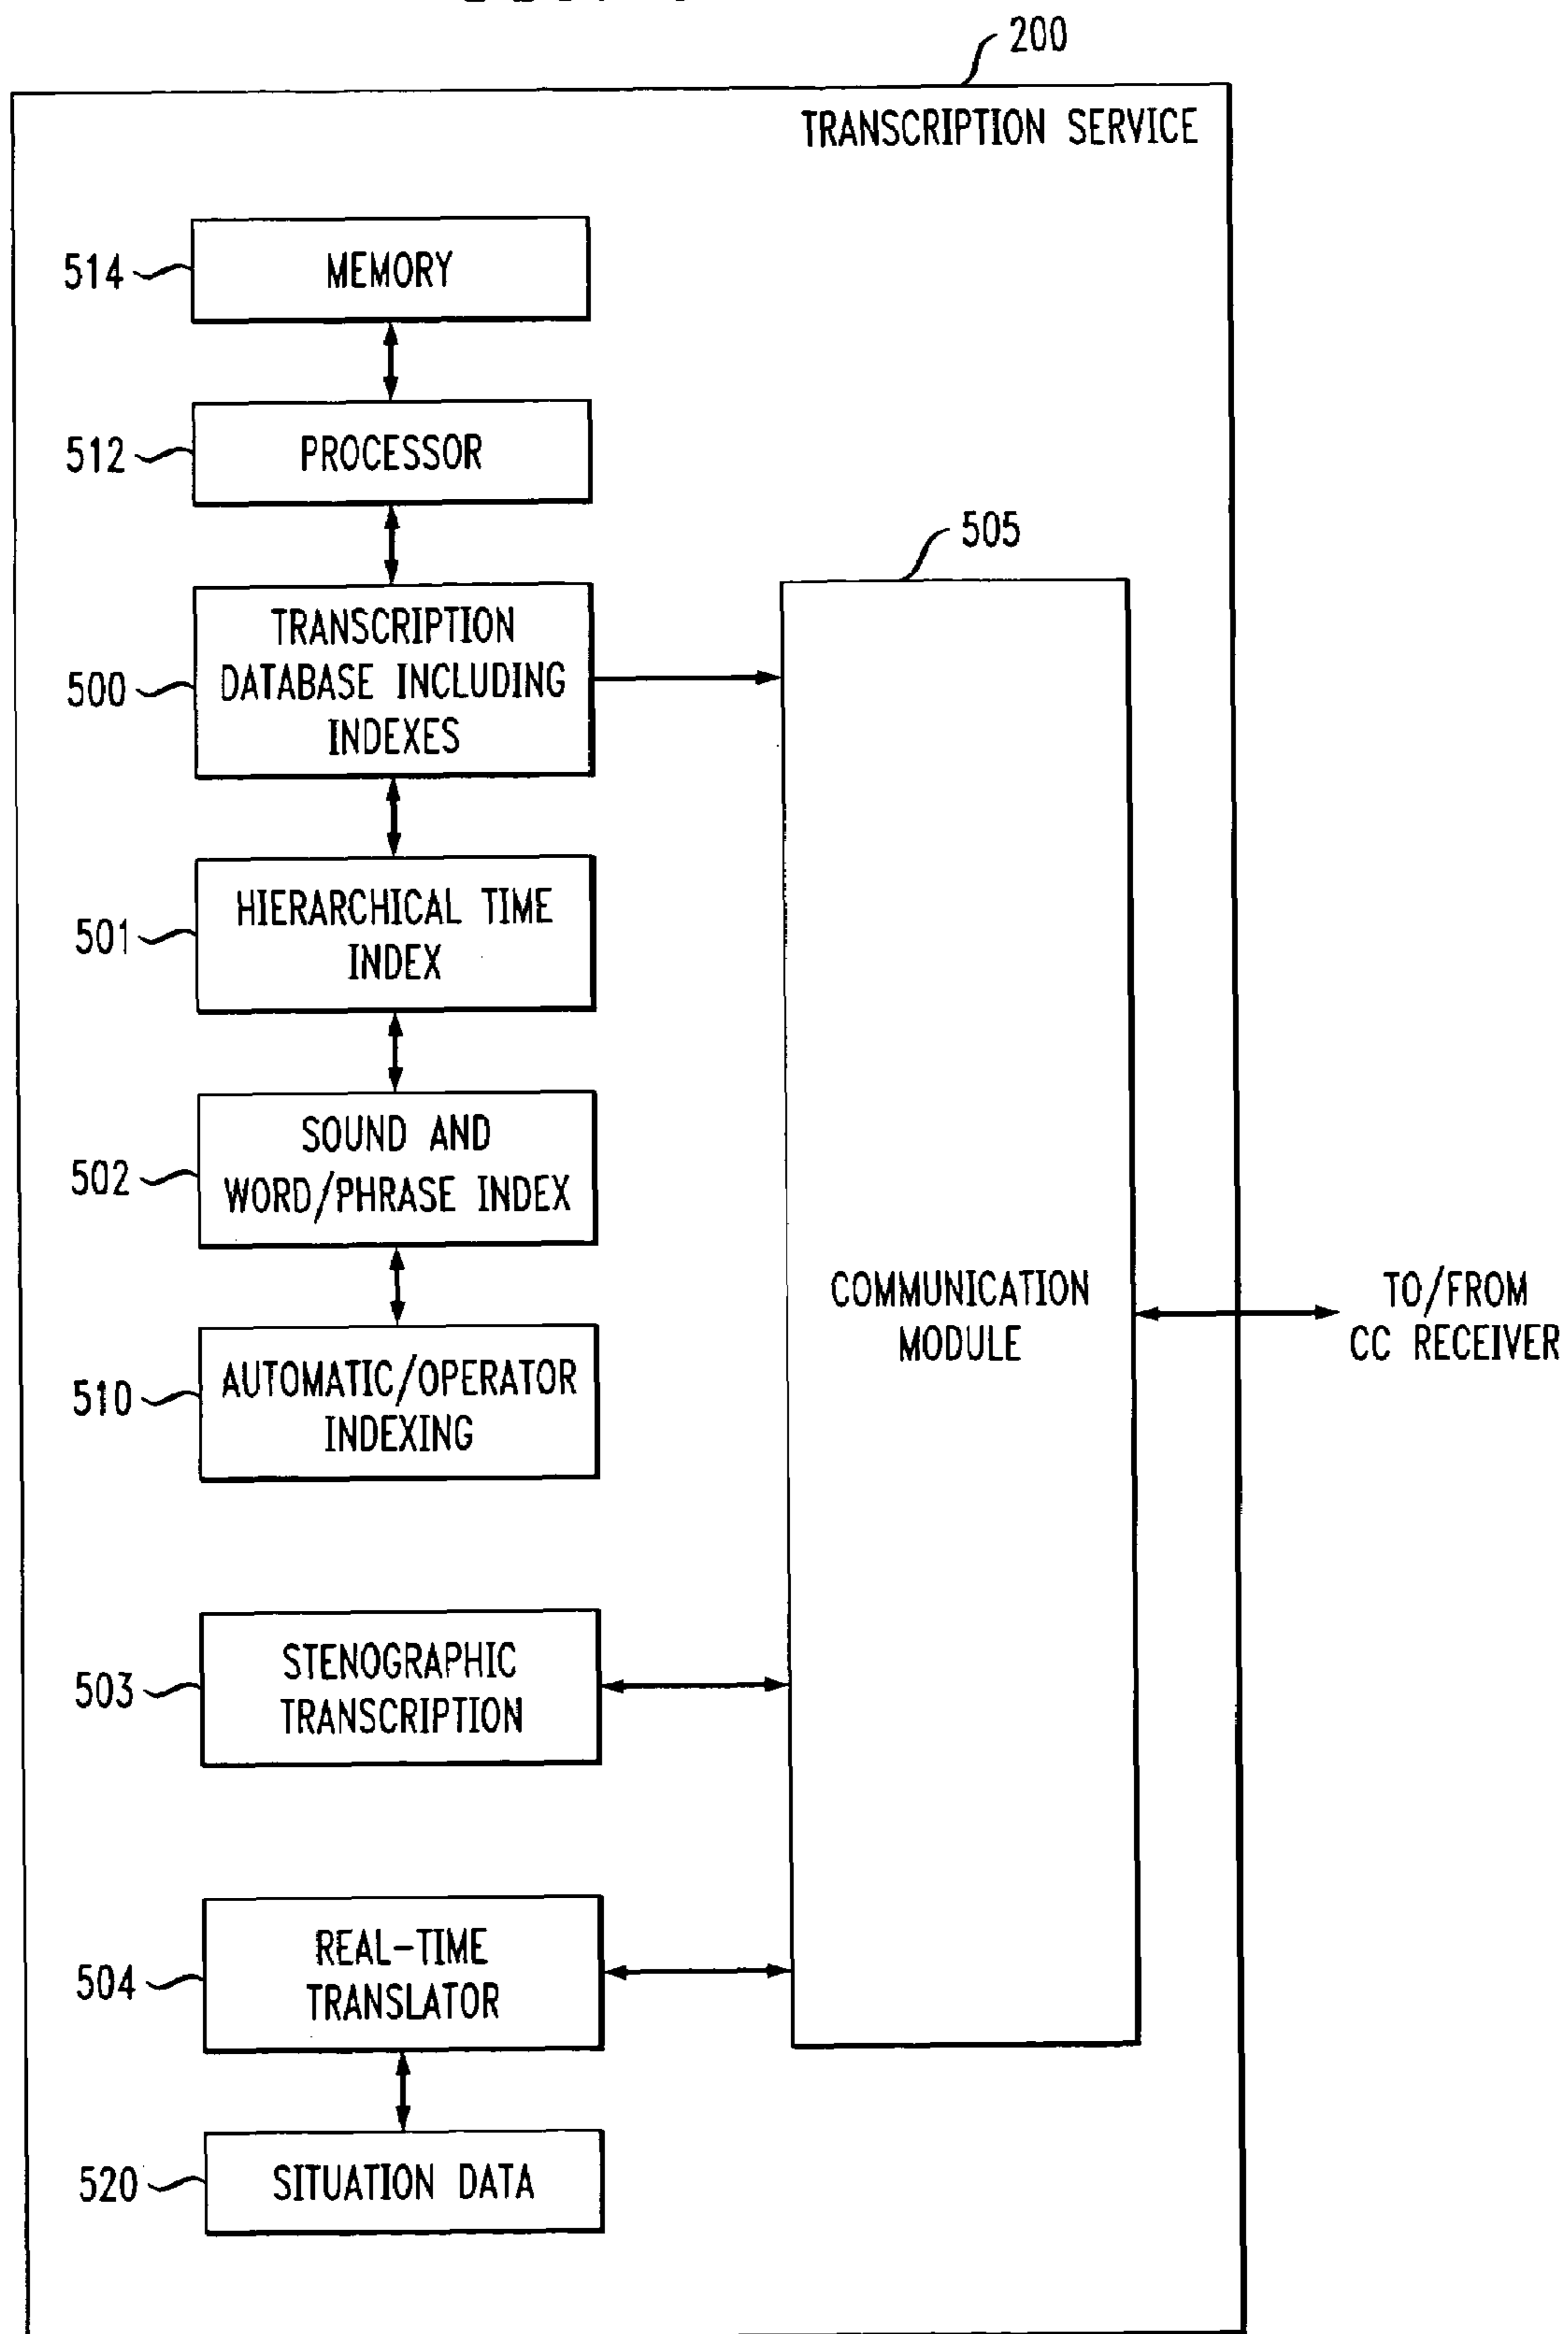 200
TRANSCRIPTION SERVICE
514
MEMORY
512
PROCESSOR
505
500
TRANSCRIPTION
DATABASE INCLUDING
INDEXES
501
HIERARCHICAL TIME
INDEX
502
SOUND AND
WORD/PHRASE INDEX
COMMUNICATION
MODULE
TO/FROM
CC RECEIVER
510
AUTOMATIC/OPERATOR
INDEXING
503
STENOGRAPHIC
TRANSCRIPTION
504
REAL-TIME
TRANSLATOR
520
SITUATION DATA